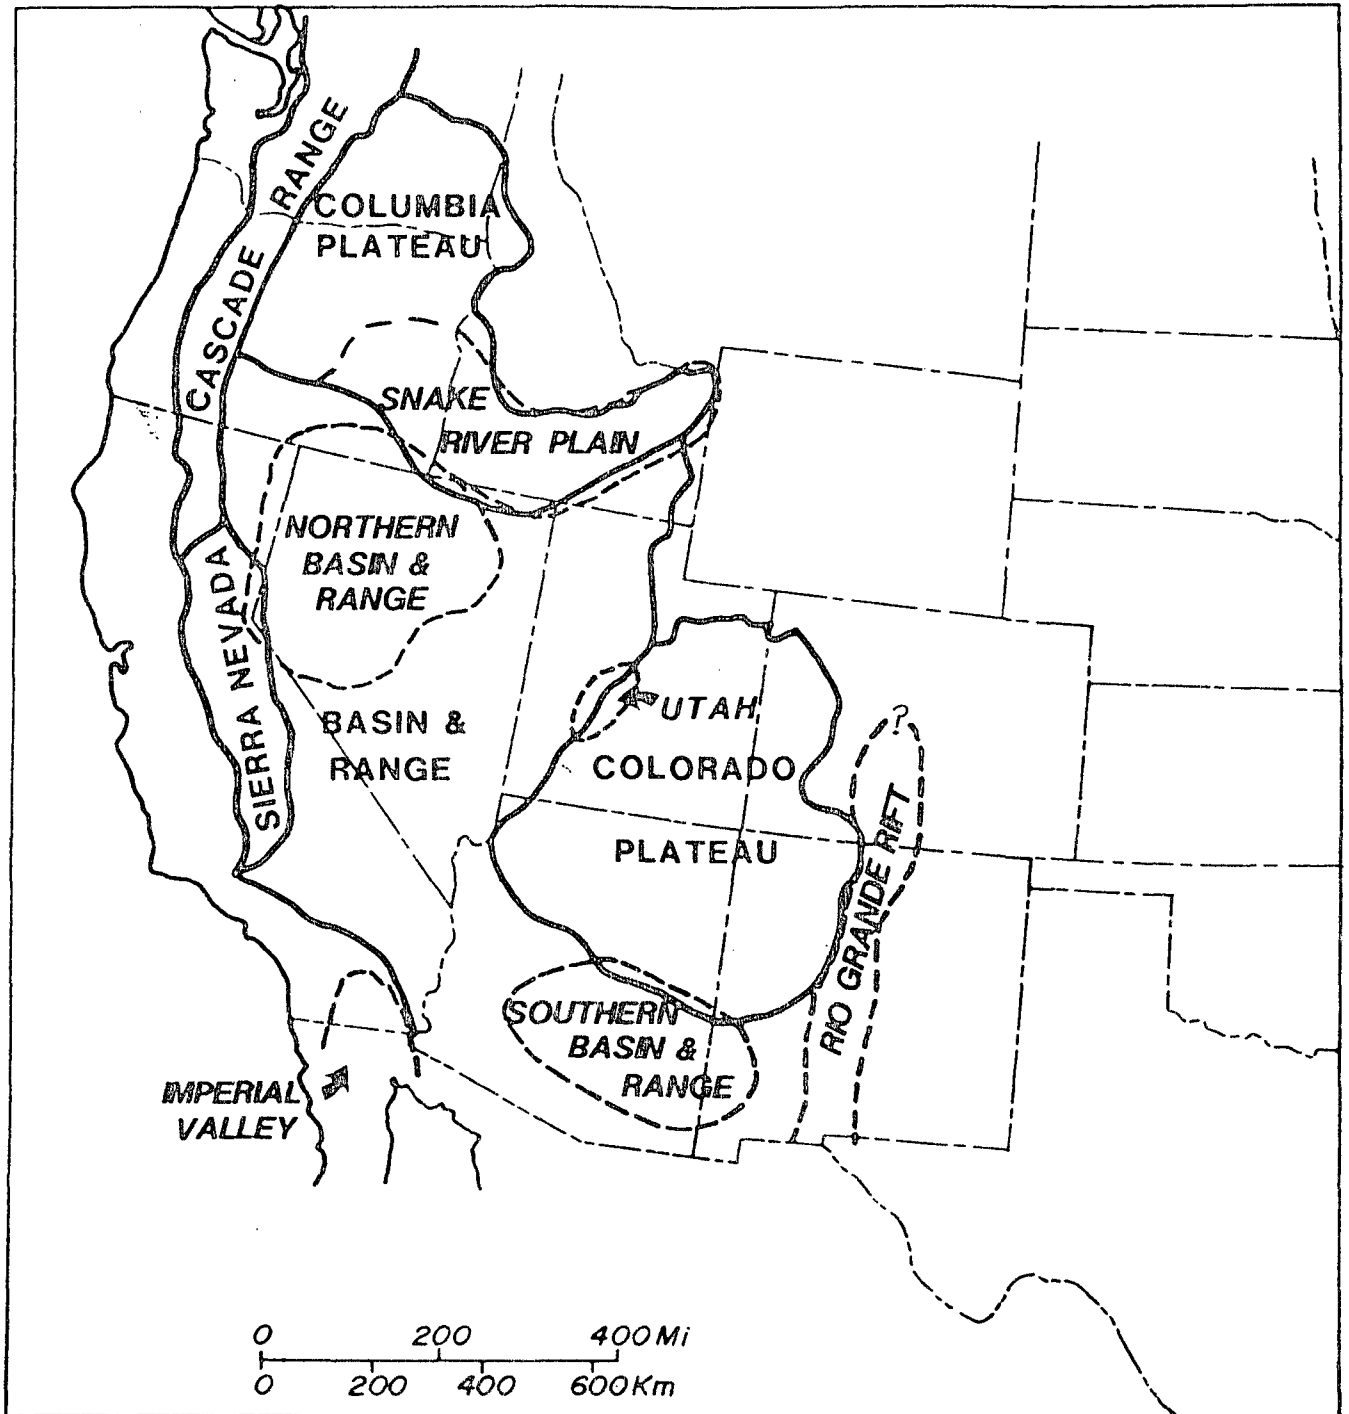 CASCADE RANGE
COLUMBIA
PLATEAU
SNAKE
RIVER PLAIN
NORTHERN
BASIN &
RANGE
SIERRA NEVADA
BASIN &
RANGE
UTAH
COLORADO
PLATEAU
?
RIO GRANDE RIFT
SOUTHERN
BASIN &
RANGE
IMPERIAL
VALLEY
0 200 400 Mi
0 200 400 600 Km